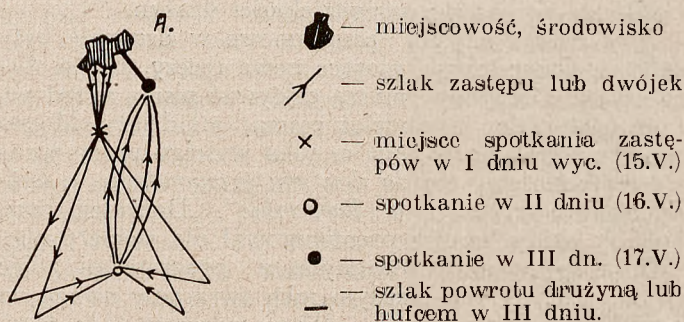 A.
— miejscowość, środowisko
— szlak zastępu lub dwójek
— miejsce spotkania zastę-
pów w I dniu wyc. (15.V.)
— spotkanie w II dniu (16.V.)
— spotkanie w III dn. (17.V.)
— szlak powrotu drużyną lub
hufcem w III dniu.